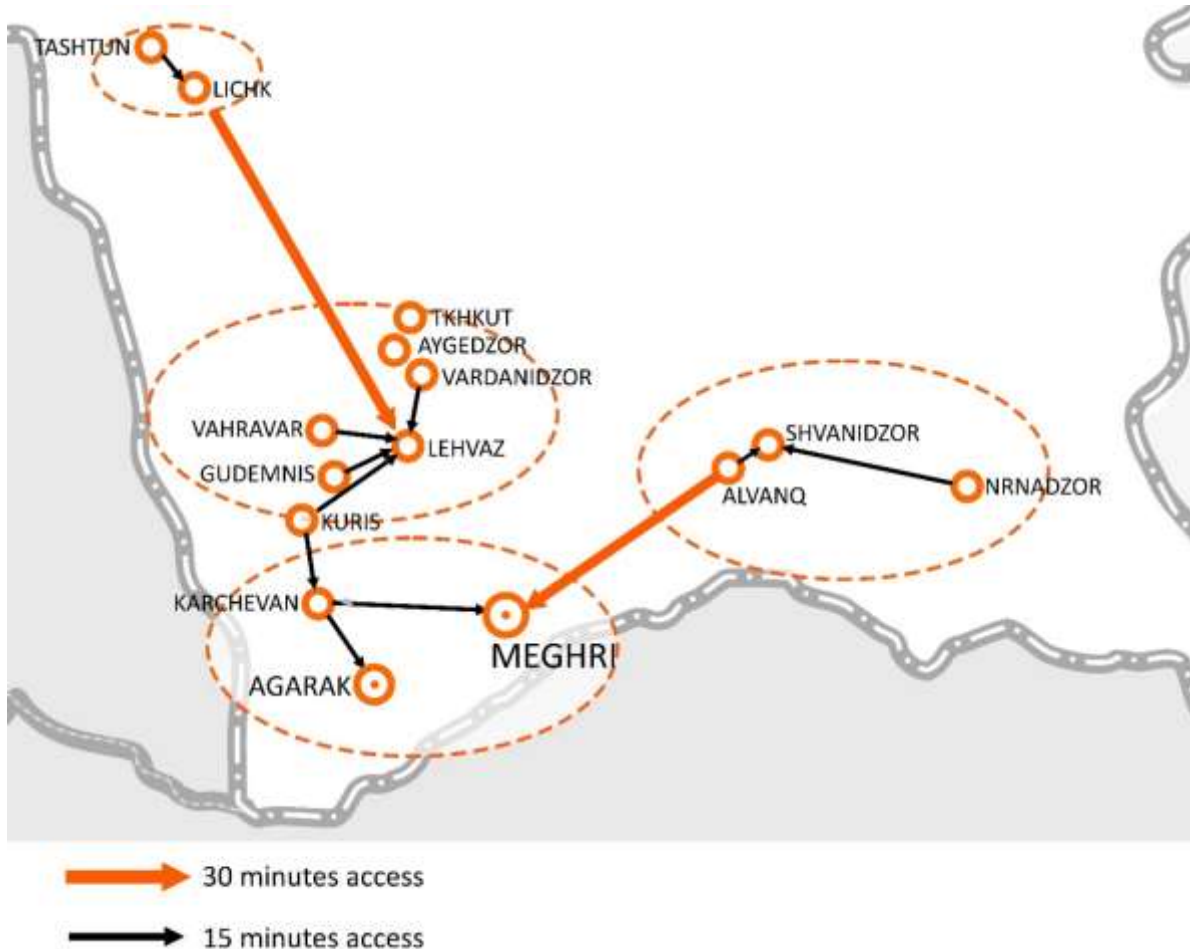 TASHTUN
LICHK
TKHKUT
AYGEDZOR
VARDANIDZOR
VAHRAVAR
LEHVAZ
GUDEMNIS
KURIS
SHVANIDZOR
ALVANQ
NRNADZOR
KARCHEVAN
MEGHRI
AGARAK
30 minutes access
15 minutes access